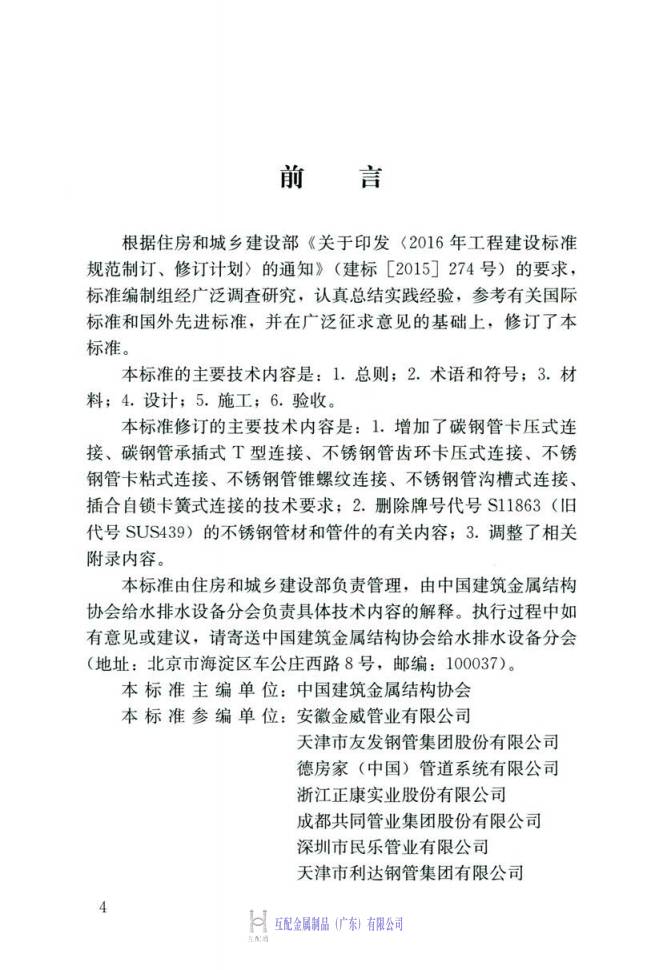 前 言
根据住房和城乡建设部《关于印发〈2016 年工程建设标准
规范制订、修订计划〉的通知》(建标［2015］274 号) 的要求，
标准编制组经广泛调查研究，认真总结实践经验，参考有关国际
标准和国外先进标准，并在广泛征求意见的基础上，修订了本
标准。
本标准的主要技术内容是：1. 总则；2. 术语和符号；3. 材
料；4. 设计；5. 施工；6. 验收。
本标准修订的主要技术内容是：1. 增加了碳钢管卡压式连
接、碳钢管承插式 T 型连接、不锈钢管齿环卡压式连接、不锈
钢管卡粘式连接、不锈钢管锥螺纹连接、不锈钢管沟槽式连接、
插合自锁卡簧式连接的技术要求；2. 删除牌号代号 S11863（旧
代号 SUS439）的不锈钢管材和管件的有关内容；3. 调整了相关
附录内容。
本标准由住房和城乡建设部负责管理，由中国建筑金属结构
协会给水排水设备分会负责具体技术内容的解释。执行过程中如
有意见或建议，请寄送中国建筑金属结构协会给水排水设备分会
（地址：北京市海淀区车公庄西路 8 号，邮编：100037）。
本标准主编单位：中国建筑金属结构协会
本标准参编单位：安徽金威管业有限公司
天津市友发钢管集团股份有限公司
德房家（中国）管道系统有限公司
浙江正康实业股份有限公司
成都共同管业集团股份有限公司
深圳市民乐管业有限公司
天津市利达钢管集团有限公司
4
互配通
互配金属制品（广东）有限公司